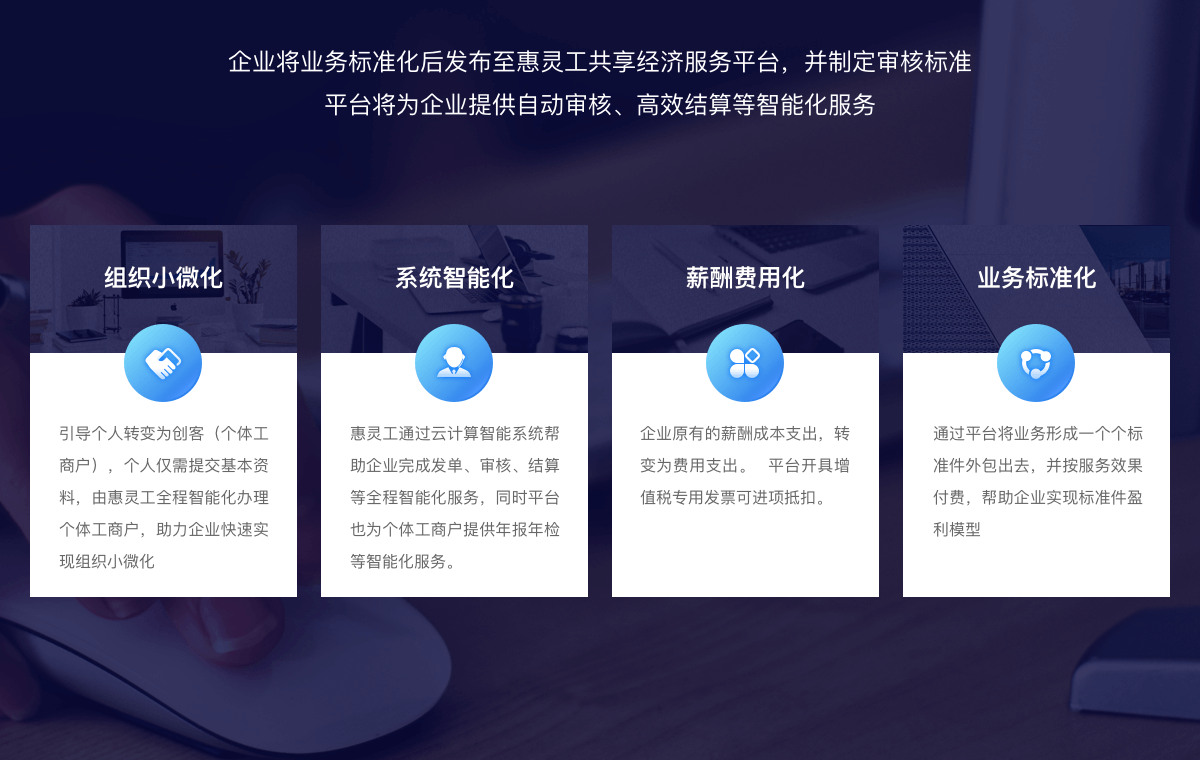 企业将业务标准化后发布至惠灵工共享经济服务平台，并制定审核标准
平台将为企业提供自动审核、高效结算等智能化服务
组织小微化
引导个人转变为创客（个体工
商户），个人仅需提交基本资
料，由惠灵工全程智能化办理
个体工商户，助力企业快速实
现组织小微化
系统智能化
惠灵工通过云计算智能系统帮
助企业完成发单、审核、结算
等全程智能化服务，同时平台
也为个体工商户提供年报年检
等智能化服务。
薪酬费用化
企业原有的薪酬成本支出，转
变为费用支出。 平台开具增
值税专用发票可进项抵扣。
业务标准化
通过平台将业务形成一个个标
准件外包出去，并按服务效果
付费，帮助企业实现标准件盈
利模型